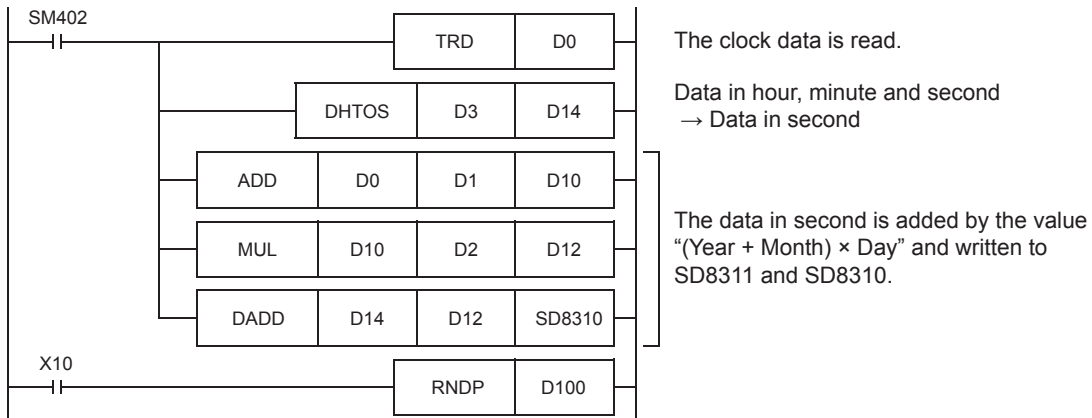 SM402
TRD D0 The clock data is read.
DHTOS D3 D14 Data in hour, minute and second
→ Data in second
ADD D0 D1 D10
MUL D10 D2 D12
DADD D14 D12 SD8310
The data in second is added by the value
“(Year + Month) × Day” and written to
SD8311 and SD8310.
X10
RNDP D100